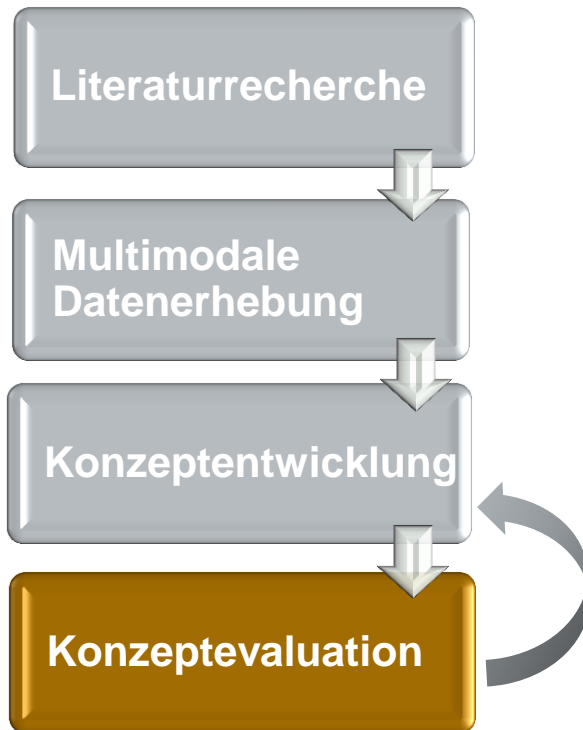 Literaturrecherche
Multimodale
Datenerhebung
Konzeptentwicklung
Konzeptevaluation